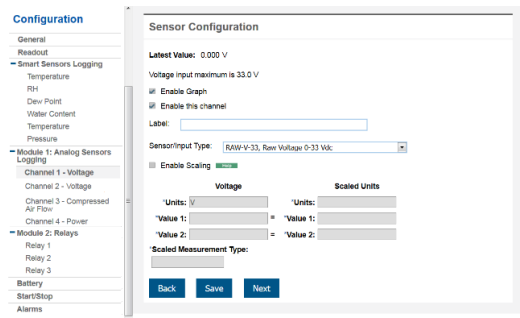 Configuration
General
Readout
Smart Sensors Logging
Temperature
RH
Dew Point
Water Content
Temperature
Pressure
Module 1: Analog Sensors
Logging
Channel 1 - Voltage
Channel 2 - Voltage
Channel 3 - Compressed
Air Flow
Channel 4 - Power
Module 2: Relays
Relay 1
Relay 2
Relay 3
Battery
Start/Stop
Alarms
Sensor Configuration
Latest Value: 0.000 V
Voltage input maximum is 33.0 V
Enable Graph
Enable this channel
Label:
Sensor/Input Type: RAW-V-33, Raw Voltage 0-33 Vdc
Enable Scaling
Voltage Scaled Units
*Units: V *Units:
*Value 1: = *Value 1:
*Value 2: = *Value 2:
*Scaled Measurement Type:
Back Save Next